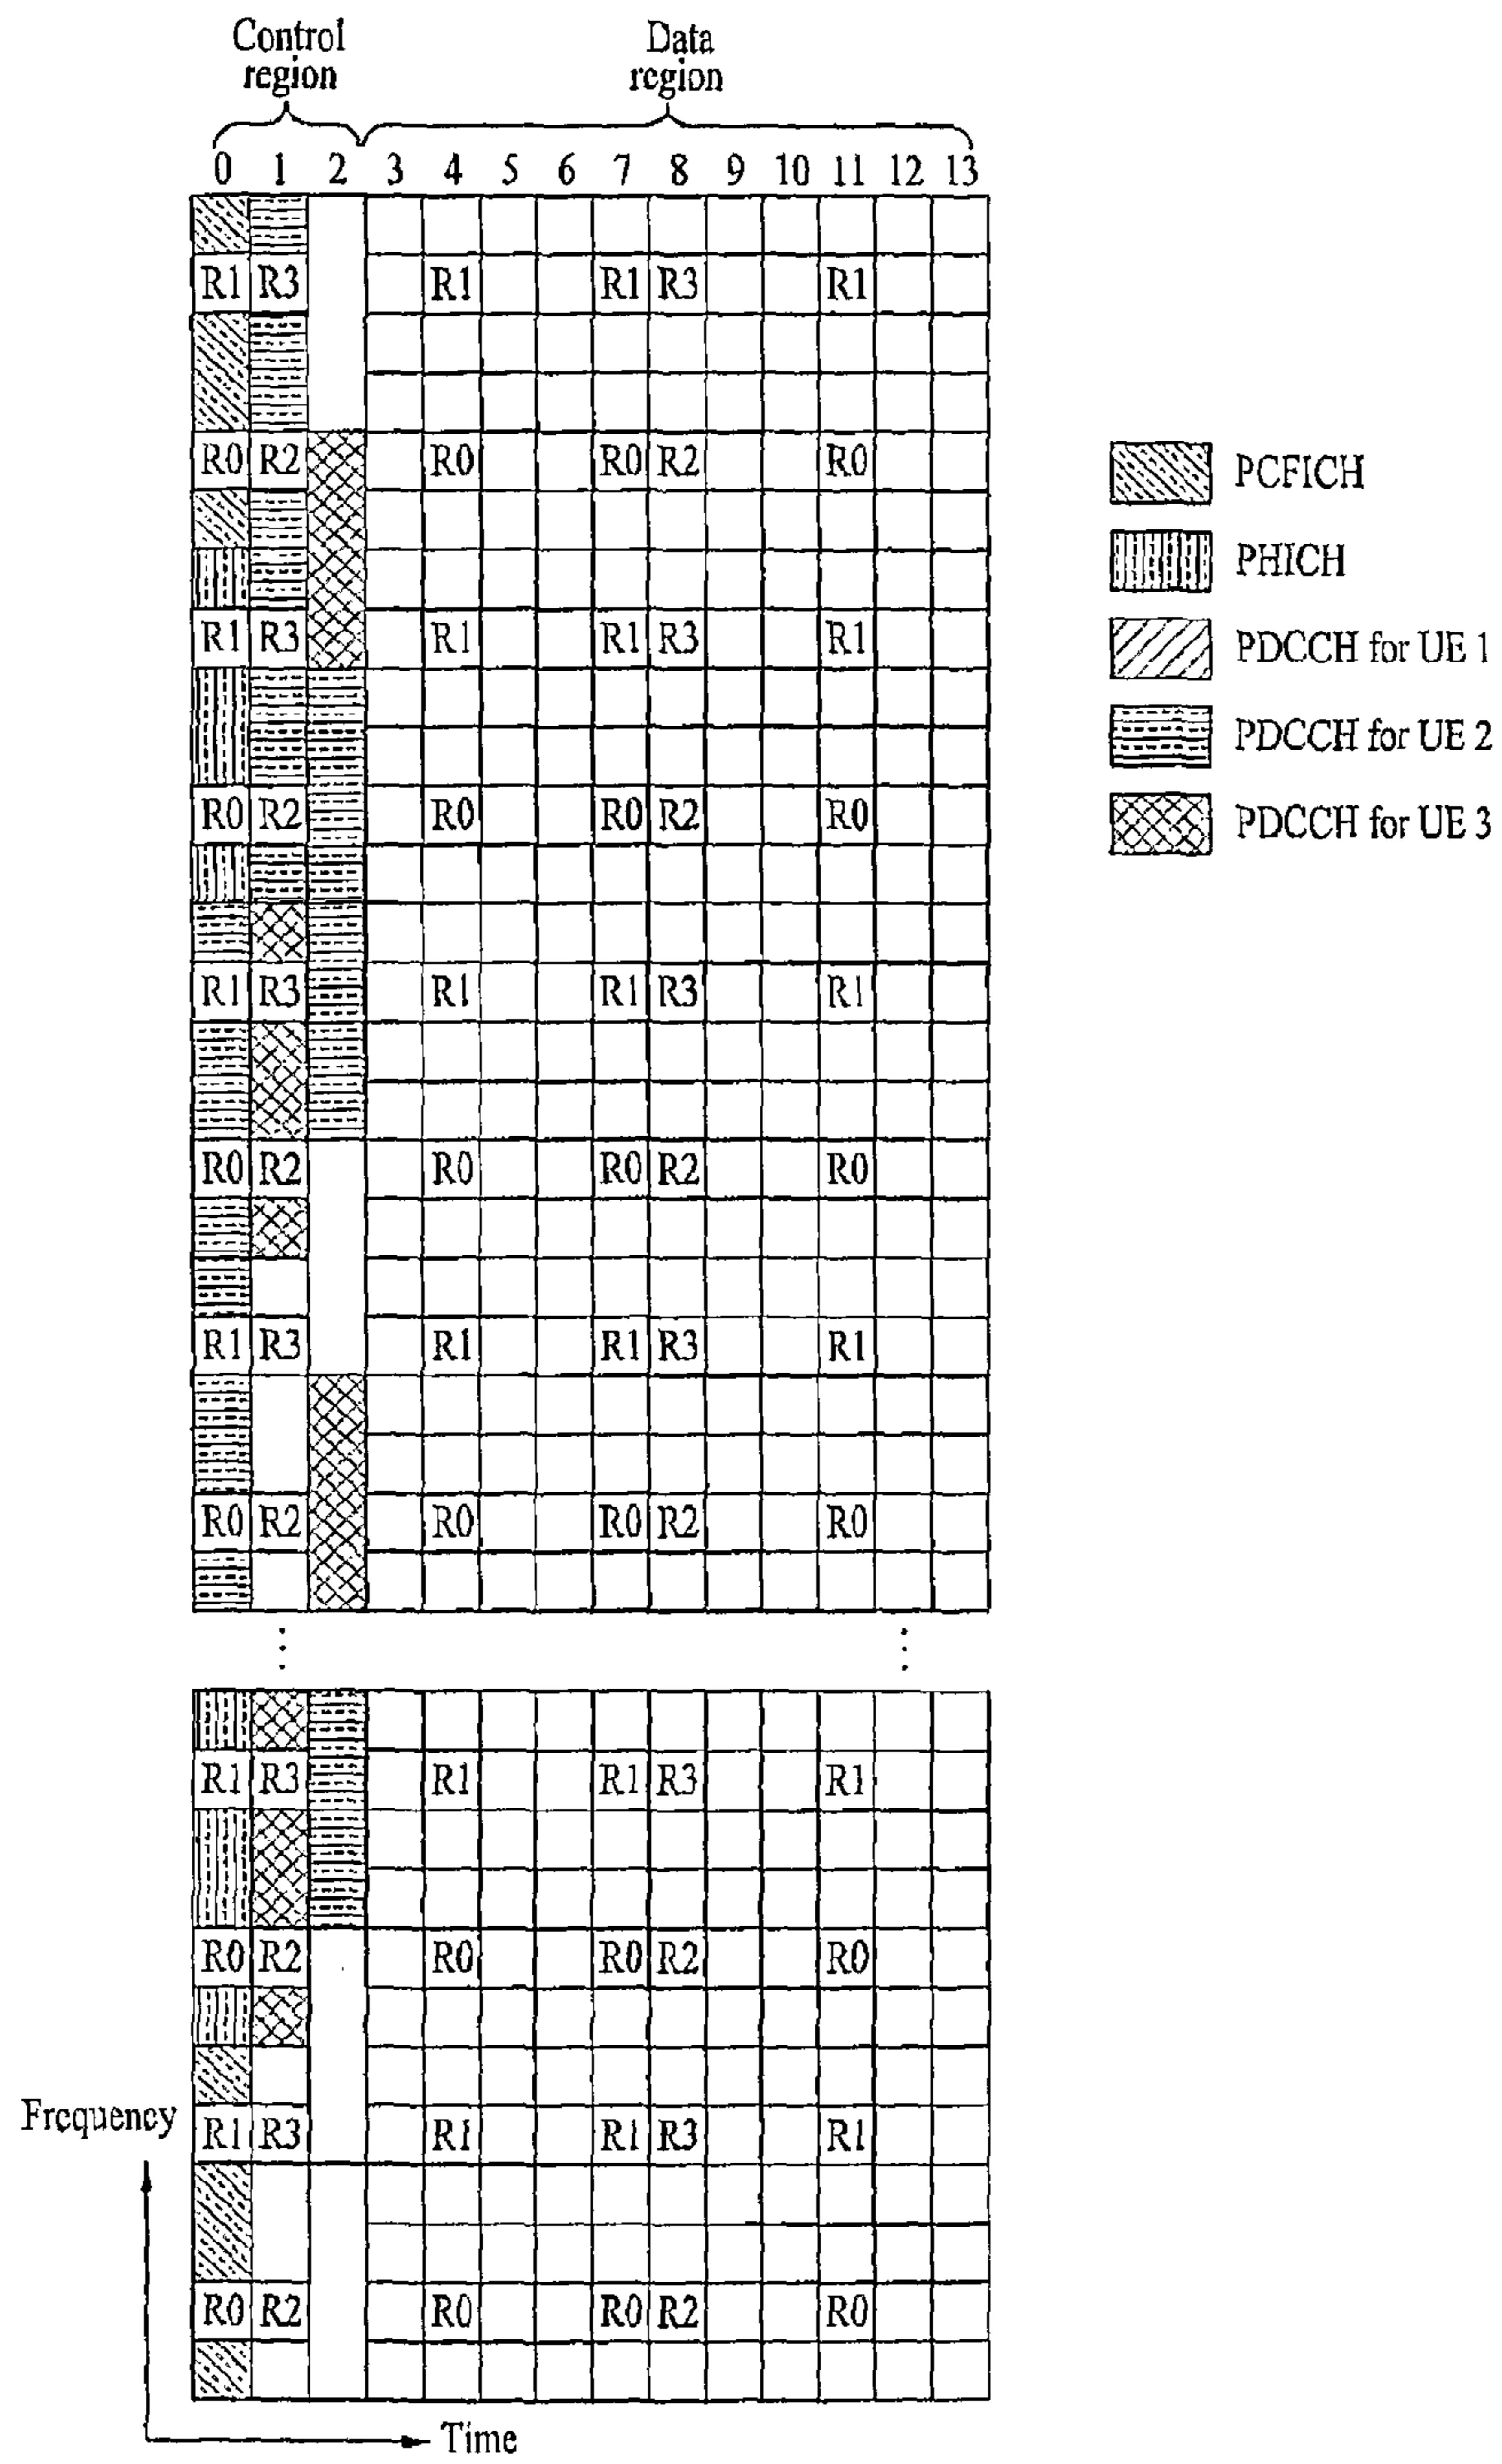 Control
region
Data
region
0 1 2 3 4 5 6 7 8 9 10 11 12 13
R1 R3 R1 R1 R3 R1
R0 R2 R0 R0 R2 R0
PCFICH
PHICH
R1 R3 R1 R1 R3 R1
PDCCH for UE 1
PDCCH for UE 2
R0 R2 R0 R0 R2 R0
PDCCH for UE 3
R1 R3 R1 R1 R3 R1
R0 R2 R0 R0 R2 R0
R1 R3 R1 R1 R3 R1
R0 R2 R0 R0 R2 R0
R1 R3 R1 R1 R3 R1
R0 R2 R0 R0 R2 R0
Frequency
R1 R3 R1 R1 R3 R1
R0 R2 R0 R0 R2 R0
Time